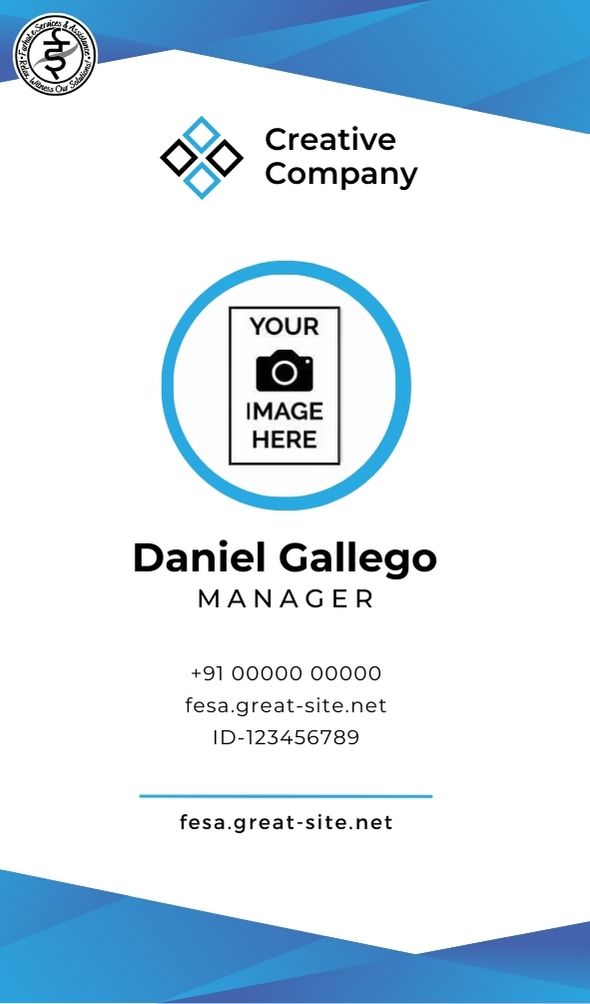 Farhat e.Services & Assistance
Relax, Witness Our Solutions!
Creative
Company
YOUR
IMAGE
HERE
Daniel Gallego
MANAGER
+91 00000 00000
fesa.great-site.net
ID-123456789
fesa.great-site.net